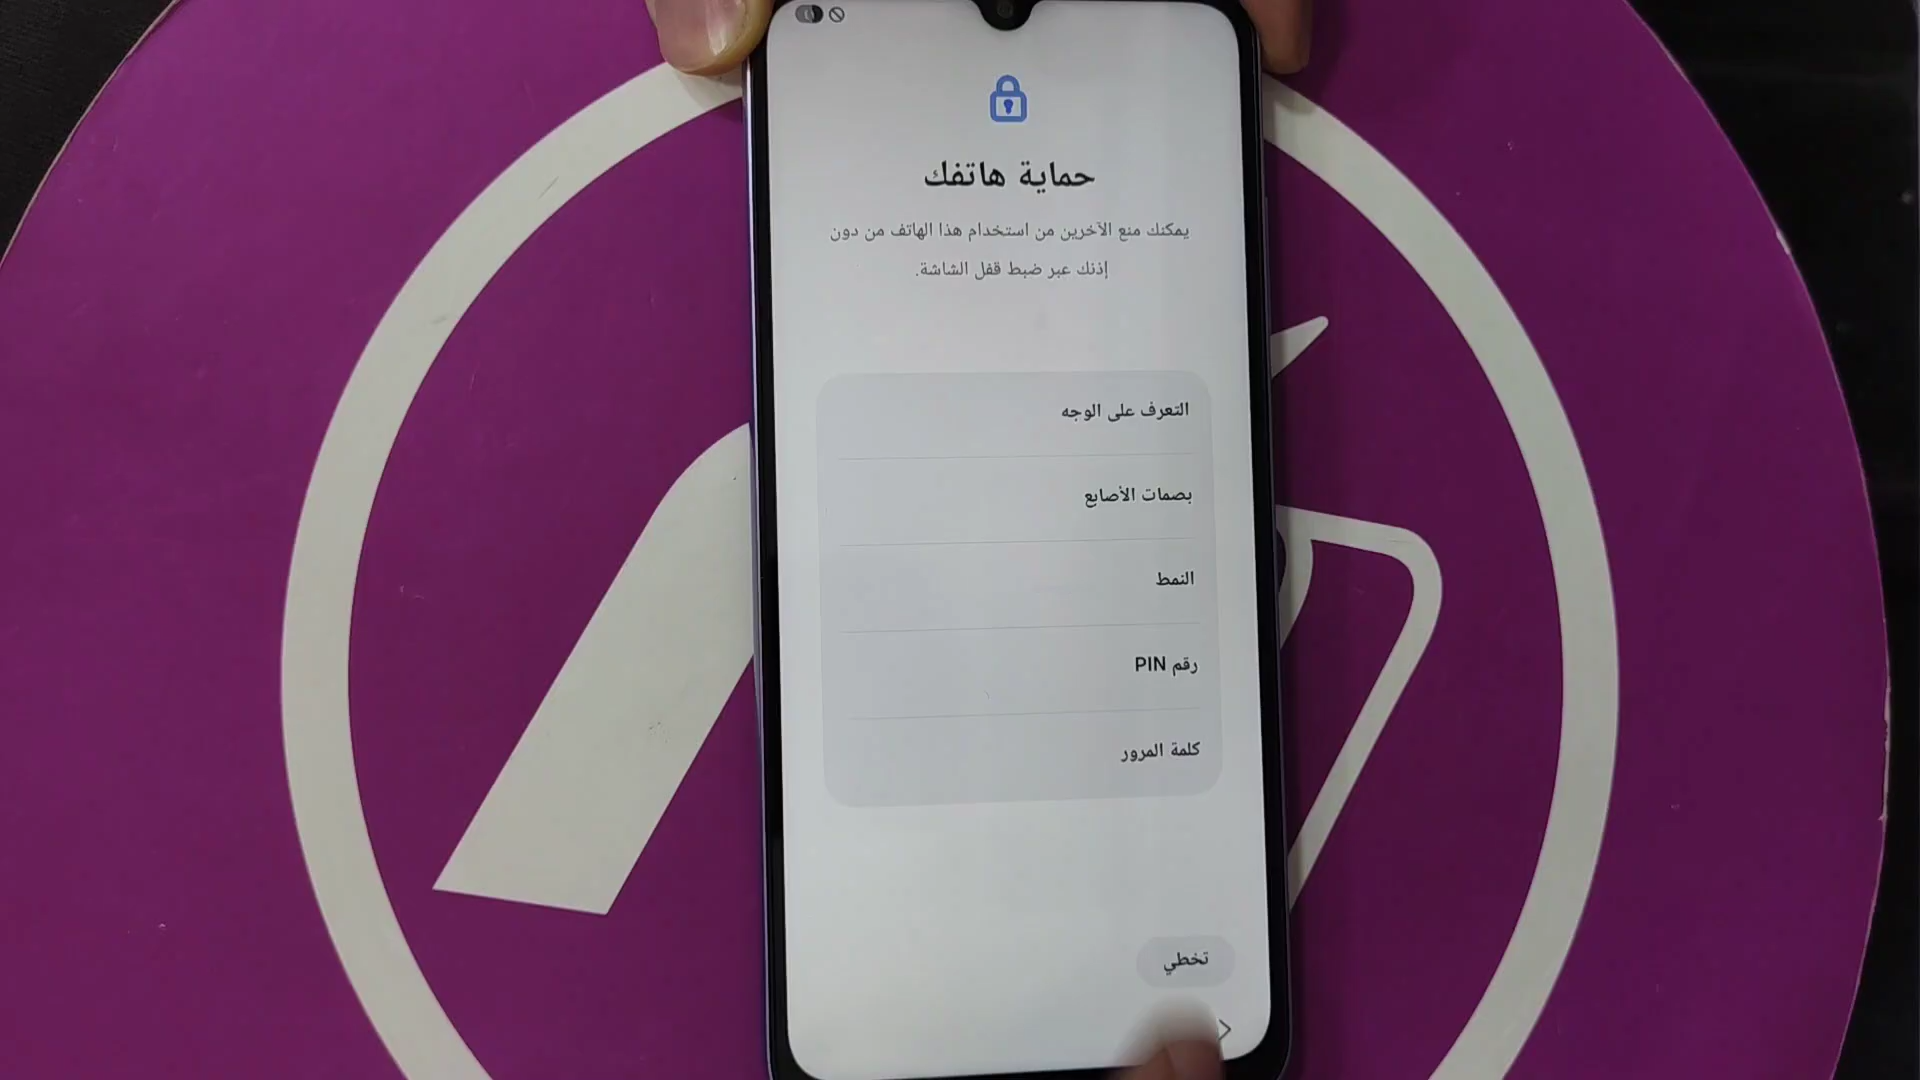 حماية هاتفك
يمكنك منع الآخرين من استخدام هذا الهاتف من دون
إذنك عبر ضبط قفل الشاشة.
التعرف على الوجه
بصمات الأصابع
النمط
رقم PIN
كلمة المرور
تخطي